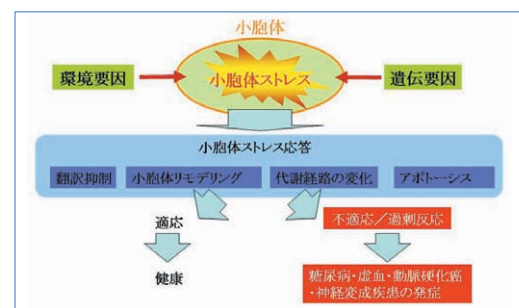 小胞体
環境要因
小胞体ストレス
遺伝要因
小胞体ストレス応答
翻訳抑制
小胞体リモデリング
代謝経路の変化
アポトーシス
適応
不適応／過剰反応
健康
糖尿病・虚血・動脈硬化癌
・神経変成疾患の発症